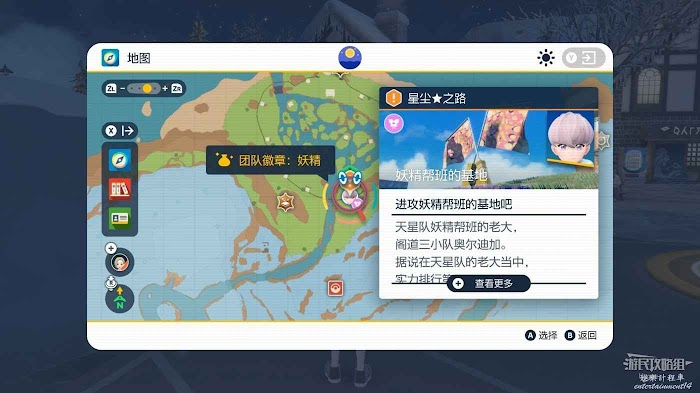 地图
Y
ZL − + ZR
X
星尘★之路
团队徽章：妖精
妖精帮班的基地
进攻妖精帮班的基地吧
天星队妖精帮班的老大，
阁道三小队奥尔迪加。
据说在天星队的老大当中，
实力排行
+ 查看更多
N
A 选择 B 返回
游民攻略组
entertainment14